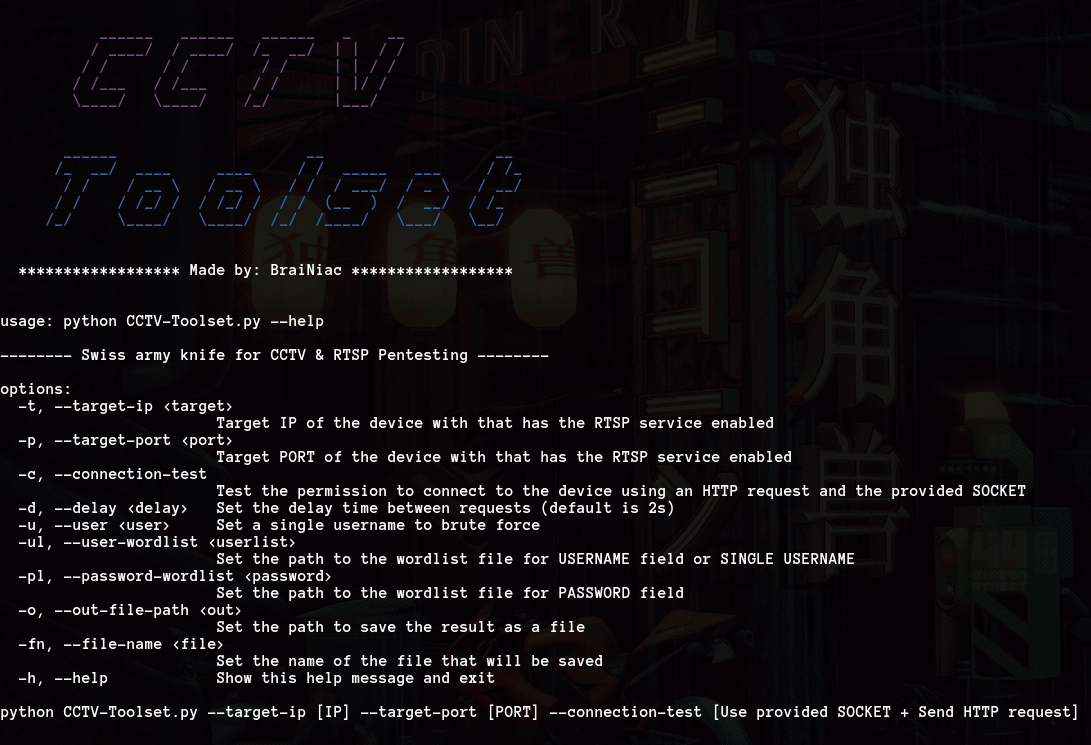 CCTV
DINER
Toolset
****************** Made by: BraiNiac ******************
usage: python CCTV-Toolset.py --help
-------- Swiss army knife for CCTV & RTSP Pentesting --------
options:
-t, --target-ip <target>
Target IP of the device with that has the RTSP service enabled
-p, --target-port <port>
Target PORT of the device with that has the RTSP service enabled
-c, --connection-test
Test the permission to connect to the device using an HTTP request and the provided SOCKET
-d, --delay <delay> Set the delay time between requests (default is 2s)
-u, --user <user> Set a single username to brute force
-ul, --user-wordlist <userlist>
Set the path to the wordlist file for USERNAME field or SINGLE USERNAME
-pl, --password-wordlist <password>
Set the path to the wordlist file for PASSWORD field
-o, --out-file-path <out>
Set the path to save the result as a file
-fn, --file-name <file>
Set the name of the file that will be saved
-h, --help Show this help message and exit
python CCTV-Toolset.py --target-ip [IP] --target-port [PORT] --connection-test [Use provided SOCKET + Send HTTP request]
独角兽
独角兽